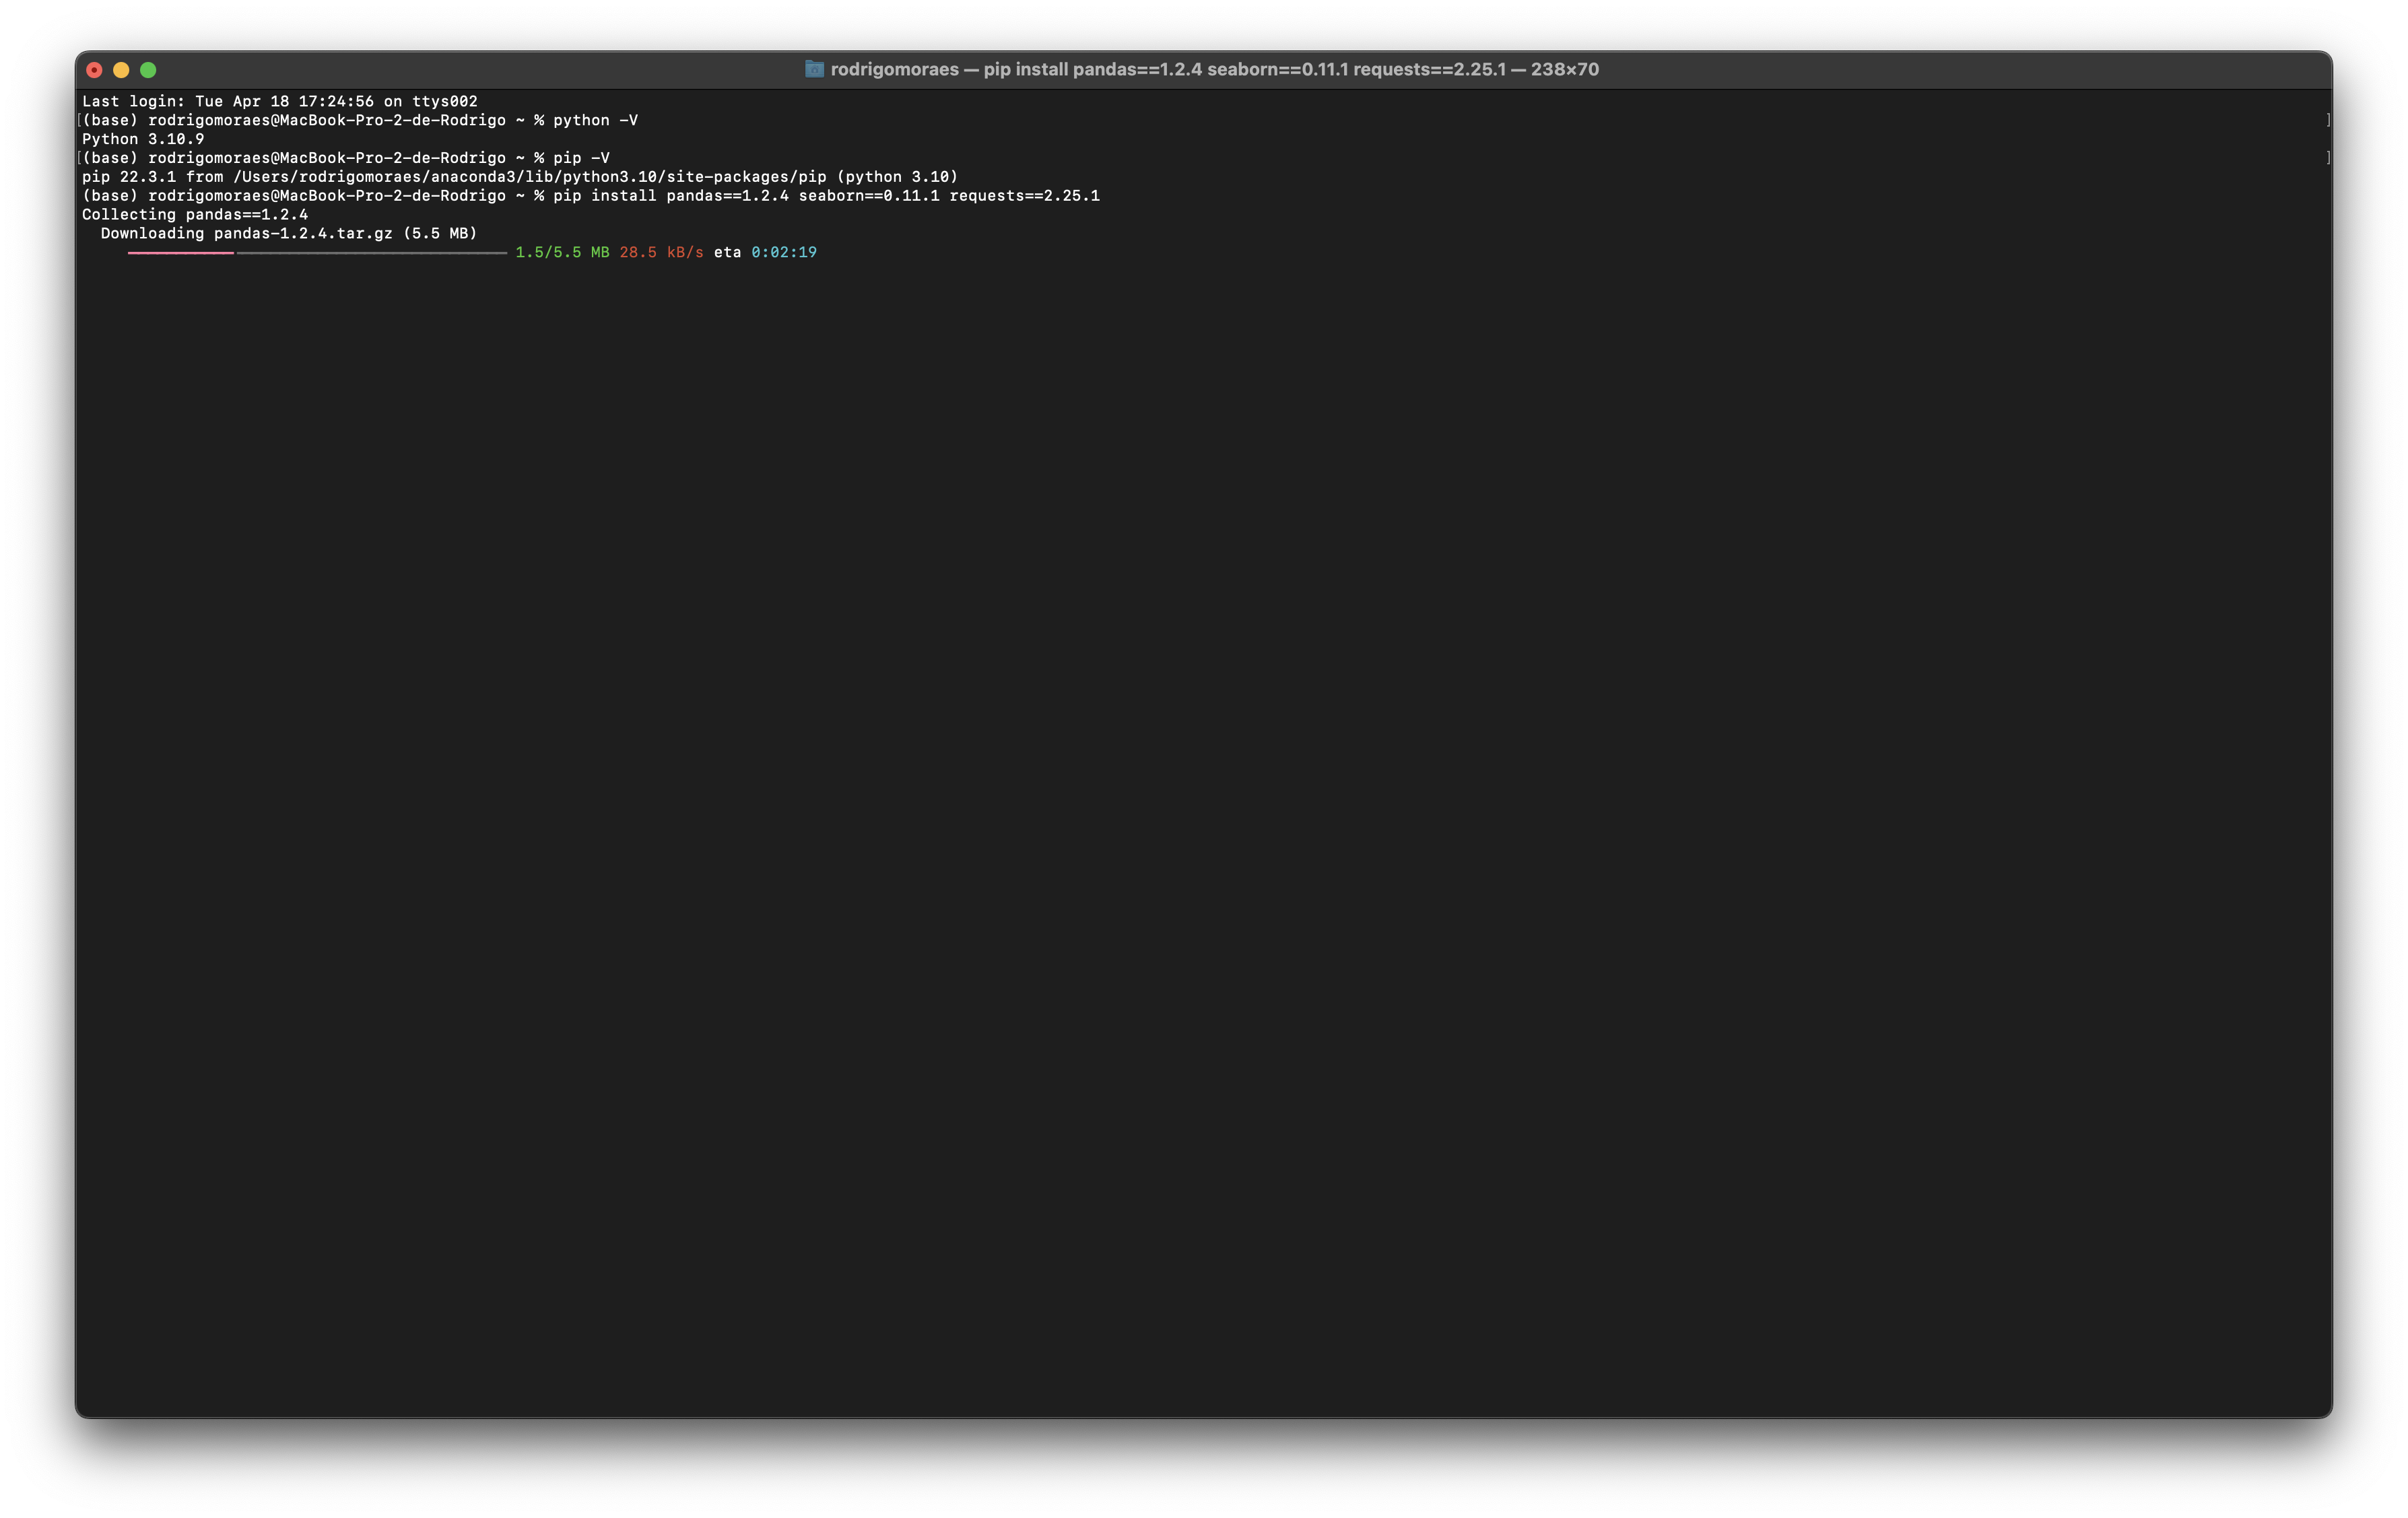 rodrigomoraes — pip install pandas==1.2.4 seaborn==0.11.1 requests==2.25.1 — 238×70
Last login: Tue Apr 18 17:24:56 on ttys002
[(base) rodrigomoraes@MacBook-Pro-2-de-Rodrigo ~ % python -V ]
Python 3.10.9
[(base) rodrigomoraes@MacBook-Pro-2-de-Rodrigo ~ % pip -V ]
pip 22.3.1 from /Users/rodrigomoraes/anaconda3/lib/python3.10/site-packages/pip (python 3.10)
(base) rodrigomoraes@MacBook-Pro-2-de-Rodrigo ~ % pip install pandas==1.2.4 seaborn==0.11.1 requests==2.25.1
Collecting pandas==1.2.4
Downloading pandas-1.2.4.tar.gz (5.5 MB)
1.5/5.5 MB 28.5 kB/s eta 0:02:19